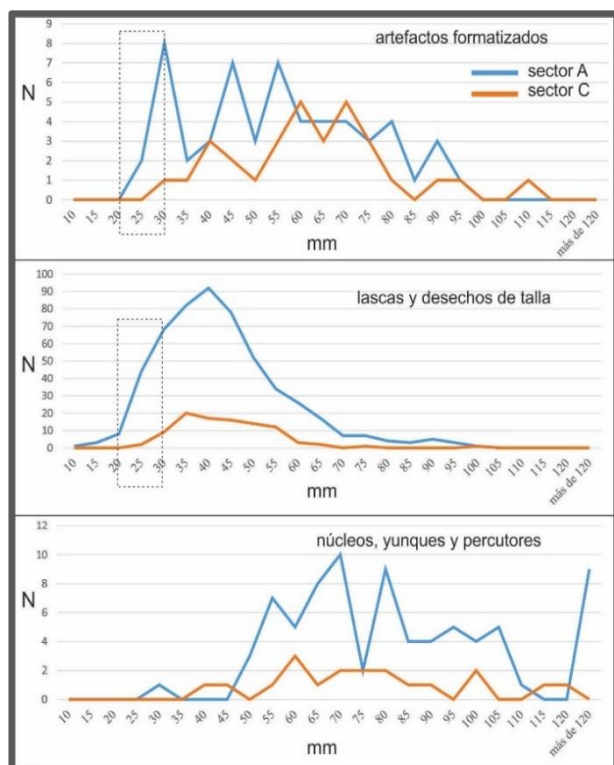 artefactos formatizados
sector A
sector C
N
9
8
7
6
5
4
3
2
1
0
10 15 20 25 30 35 40 45 50 55 60 65 70 75 80 85 90 95 100 105 110 115 120 más de 120
mm
lascas y desechos de talla
N
100
90
80
70
60
50
40
30
20
10
0
10 15 20 25 30 35 40 45 50 55 60 65 70 75 80 85 90 95 100 105 110 115 120 más de 120
mm
núcleos, yunques y percutores
N
12
10
8
6
4
2
0
10 15 20 25 30 35 40 45 50 55 60 65 70 75 80 85 90 95 100 105 110 115 120 más de 120
mm